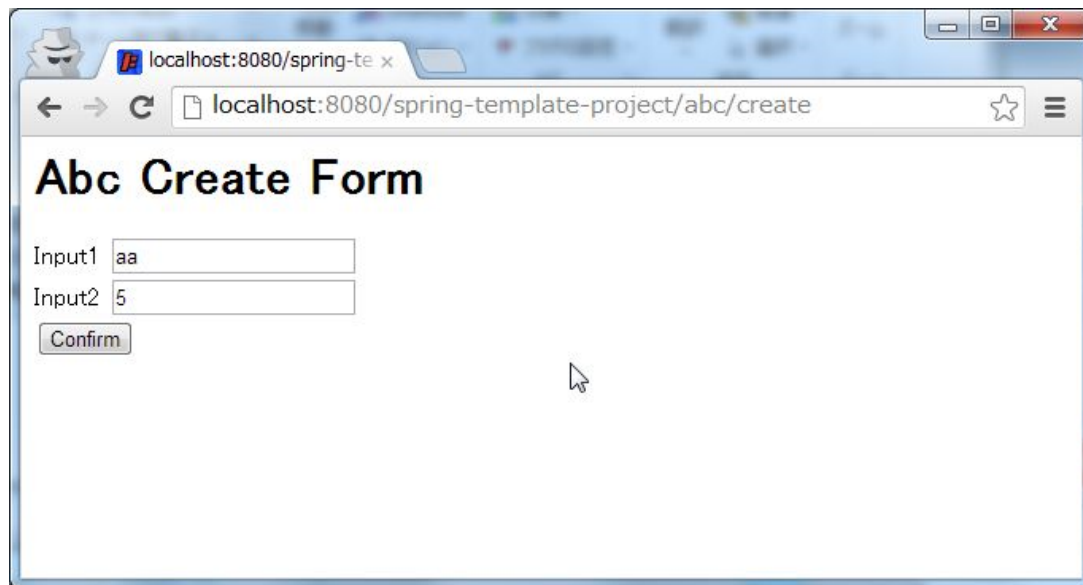 localhost:8080/spring-te
localhost:8080/spring-template-project/abc/create
Abc Create Form
Input1 aa
Input2 5
Confirm